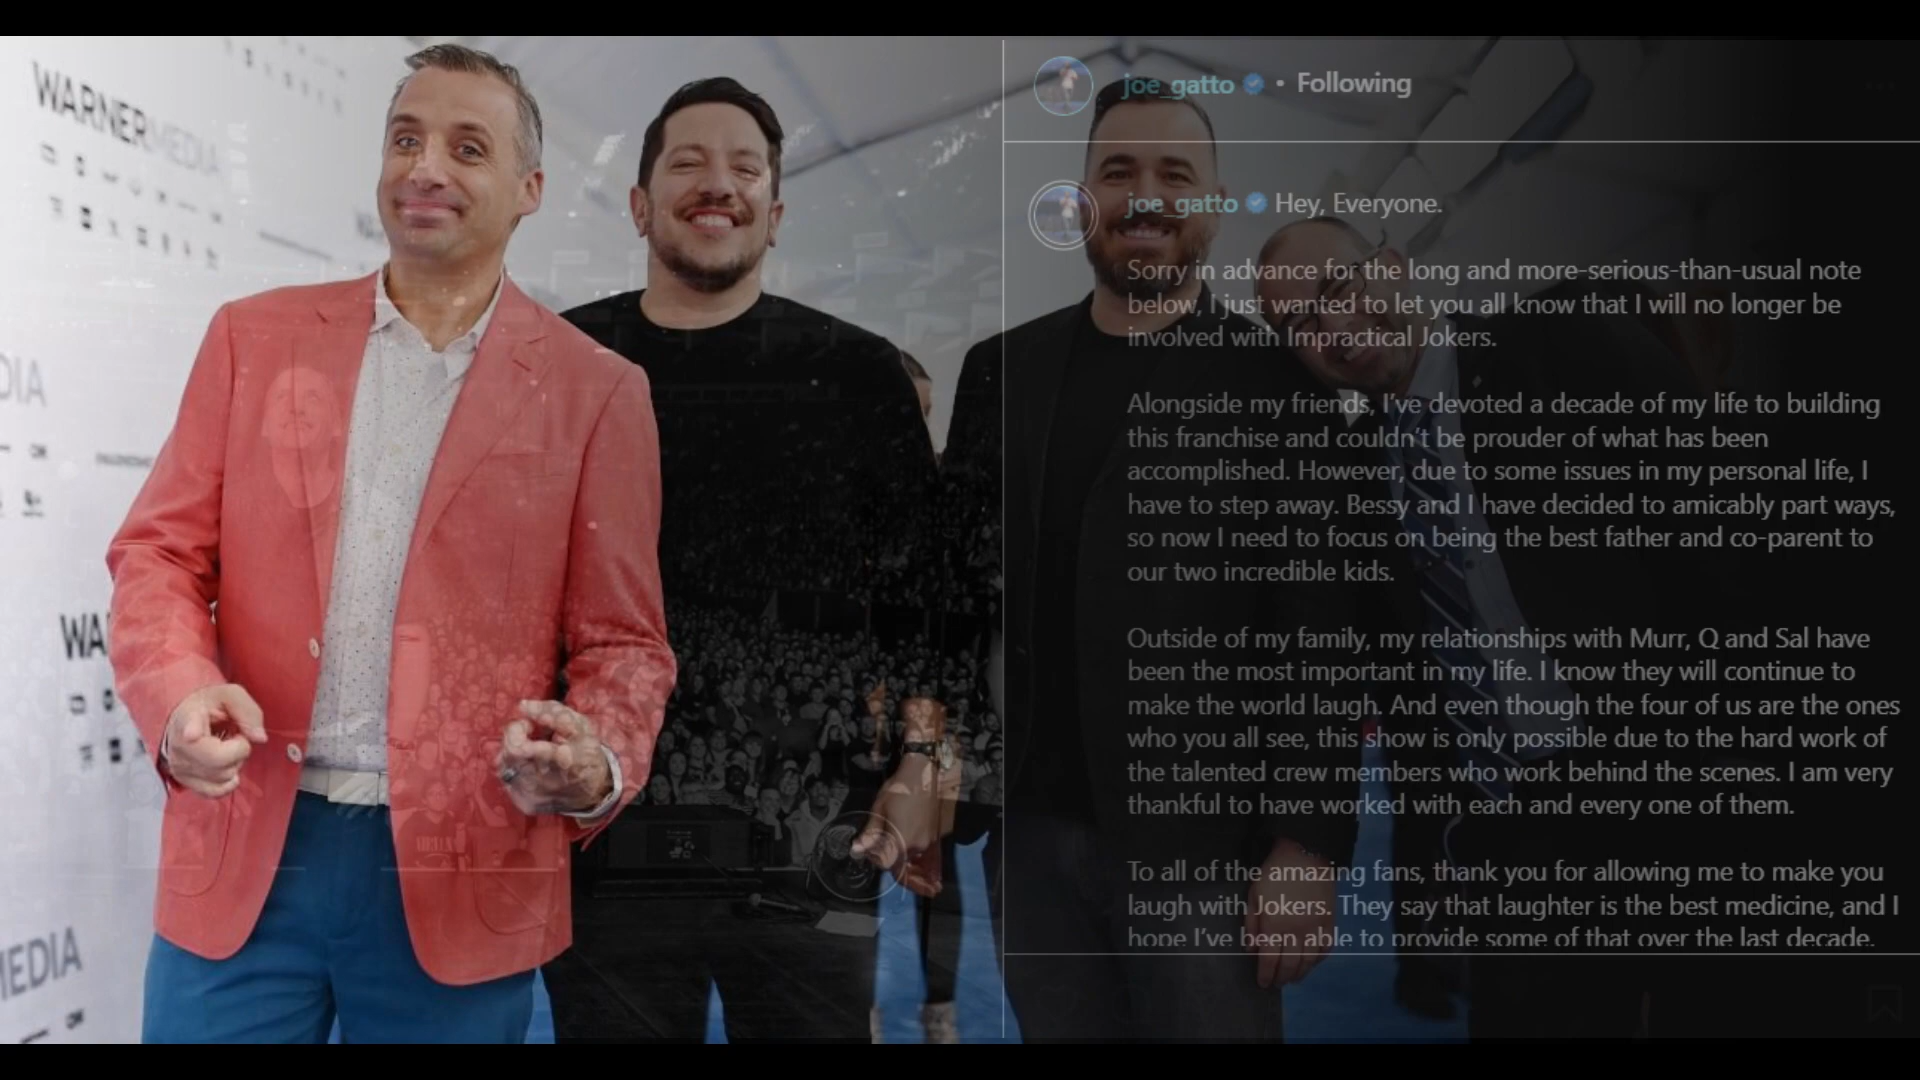 WARNERMEDIA
DIA
WA
MEDIA
joe_gatto • Following
joe_gatto Hey, Everyone.
Sorry in advance for the long and more-serious-than-usual note
below, I just wanted to let you all know that I will no longer be
involved with Impractical Jokers.
Alongside my friends, I’ve devoted a decade of my life to building
this franchise and couldn’t be prouder of what has been
accomplished. However, due to some issues in my personal life, I
have to step away. Bessy and I have decided to amicably part ways,
so now I need to focus on being the best father and co-parent to
our two incredible kids.
Outside of my family, my relationships with Murr, Q and Sal have
been the most important in my life. I know they will continue to
make the world laugh. And even though the four of us are the ones
who you all see, this show is only possible due to the hard work of
the talented crew members who work behind the scenes. I am very
thankful to have worked with each and every one of them.
To all of the amazing fans, thank you for allowing me to make you
laugh with Jokers. They say that laughter is the best medicine, and I
hope I’ve been able to provide some of that over the last decade.